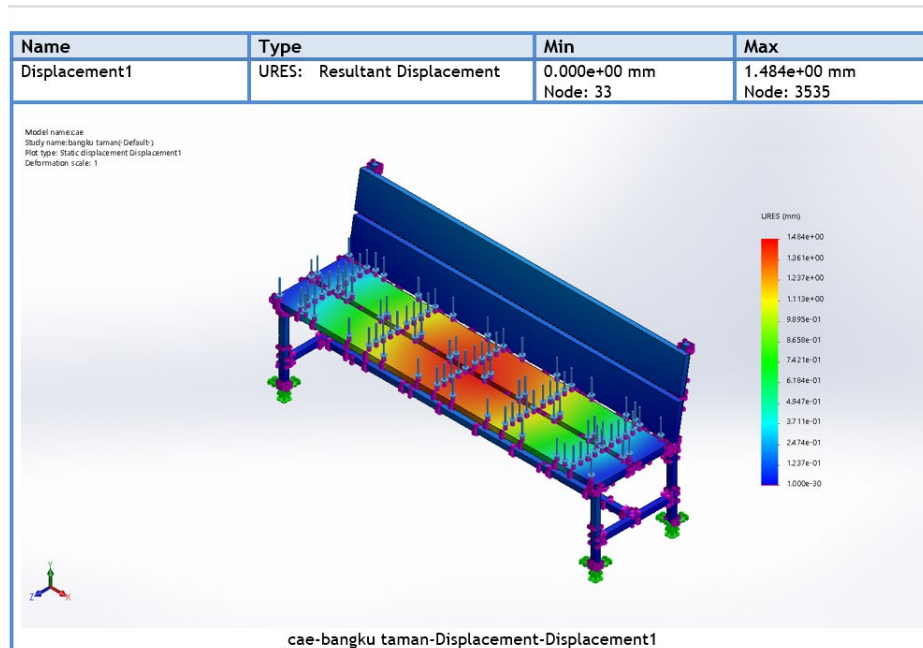 Name Type Min Max
Displacement1 URES: Resultant Displacement 0.000e+00 mm 1.484e+00 mm
Node: 33 Node: 3535
Model name:cae
Study name:bangku taman(-Default-)
Plot type: Static displacement Displacement1
Deformation scale: 1
URES (mm)
1.484e+00
1.361e+00
1.237e+00
1.113e+00
9.895e-01
8.658e-01
7.421e-01
6.184e-01
4.947e-01
3.711e-01
2.474e-01
1.237e-01
1.000e-30
Y
Z X
cae-bangku taman-Displacement-Displacement1